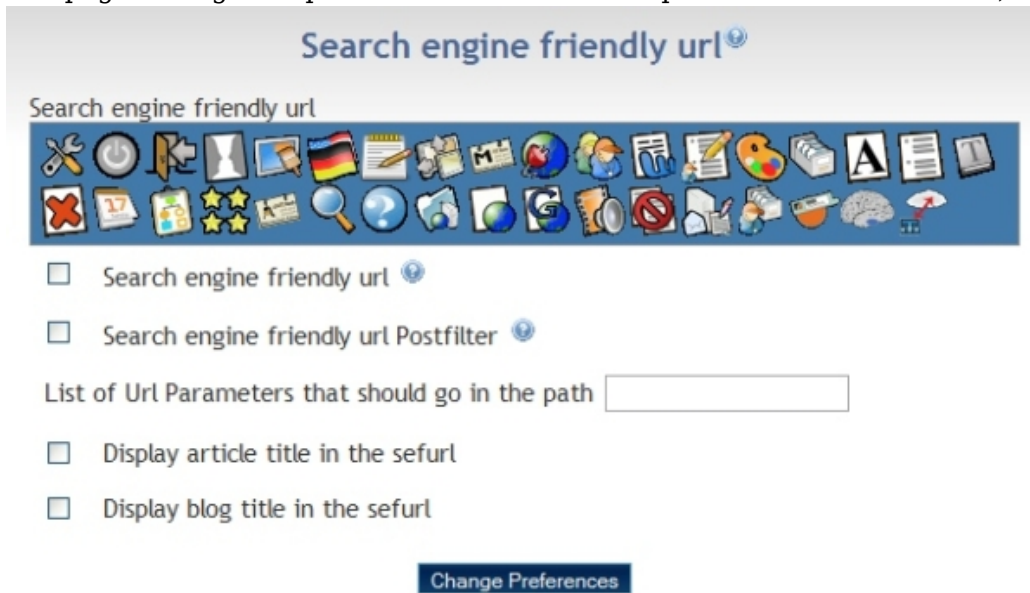 Search engine friendly url
Search engine friendly url
M
A
T
17
A
G
Search engine friendly url
Search engine friendly url Postfilter
List of Url Parameters that should go in the path
Display article title in the sefurl
Display blog title in the sefurl
Change Preferences